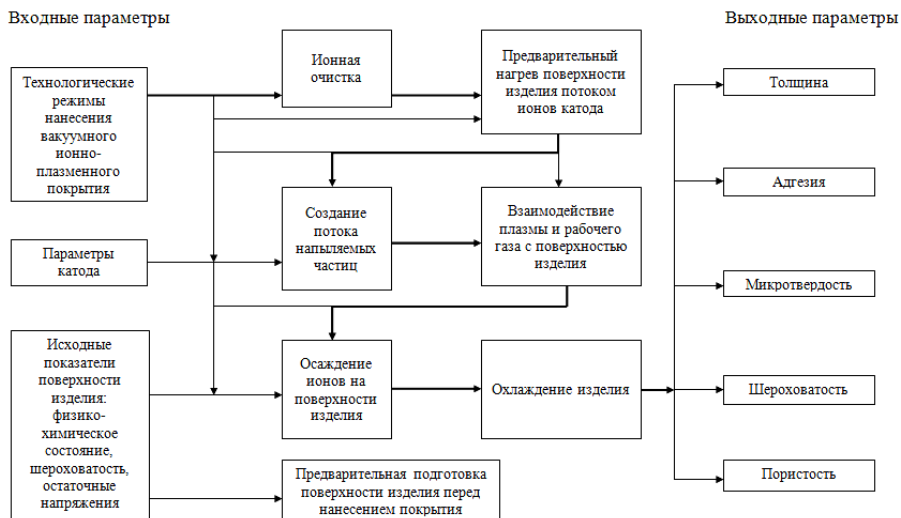 Входные параметры
Выходные параметры
Технологические
режимы
нанесения
вакуумного
ионно-
плазменного
покрытия
Ионная
очистка
Предварительный
нагрев поверхности
изделия потоком
ионов катода
Толщина
Адгезия
Параметры
катода
Создание
потока
напыляемых
частиц
Взаимодействие
плазмы и рабочего
газа с поверхностью
изделия
Микротвердость
Исходные
показатели
поверхности
изделия:
физико-
химическое
состояние,
шероховатость,
остаточные
напряжения
Осаждение
ионов на
поверхности
изделия
Охлаждение изделия
Шероховатость
Пористость
Предварительная подготовка
поверхности изделия перед
нанесением покрытия